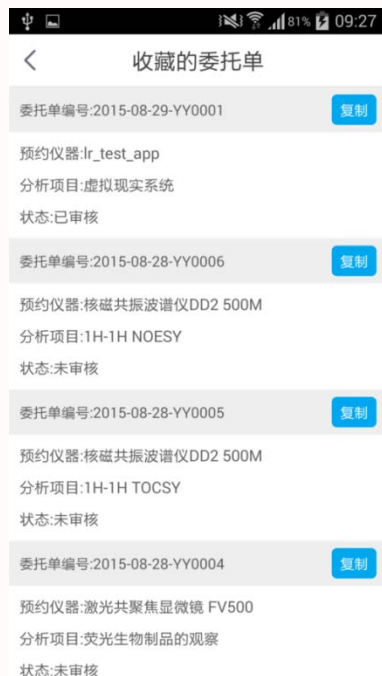 81% 09:27
收藏的委托单
委托单编号:2015-08-29-YY0001 复制
预约仪器:lr_test_app
分析项目:虚拟现实系统
状态:已审核
委托单编号:2015-08-28-YY0006 复制
预约仪器:核磁共振波谱仪DD2 500M
分析项目:1H-1H NOESY
状态:未审核
委托单编号:2015-08-28-YY0005 复制
预约仪器:核磁共振波谱仪DD2 500M
分析项目:1H-1H TOCSY
状态:未审核
委托单编号:2015-08-28-YY0004 复制
预约仪器:激光共聚焦显微镜 FV500
分析项目:荧光生物制品的观察
状态:未审核